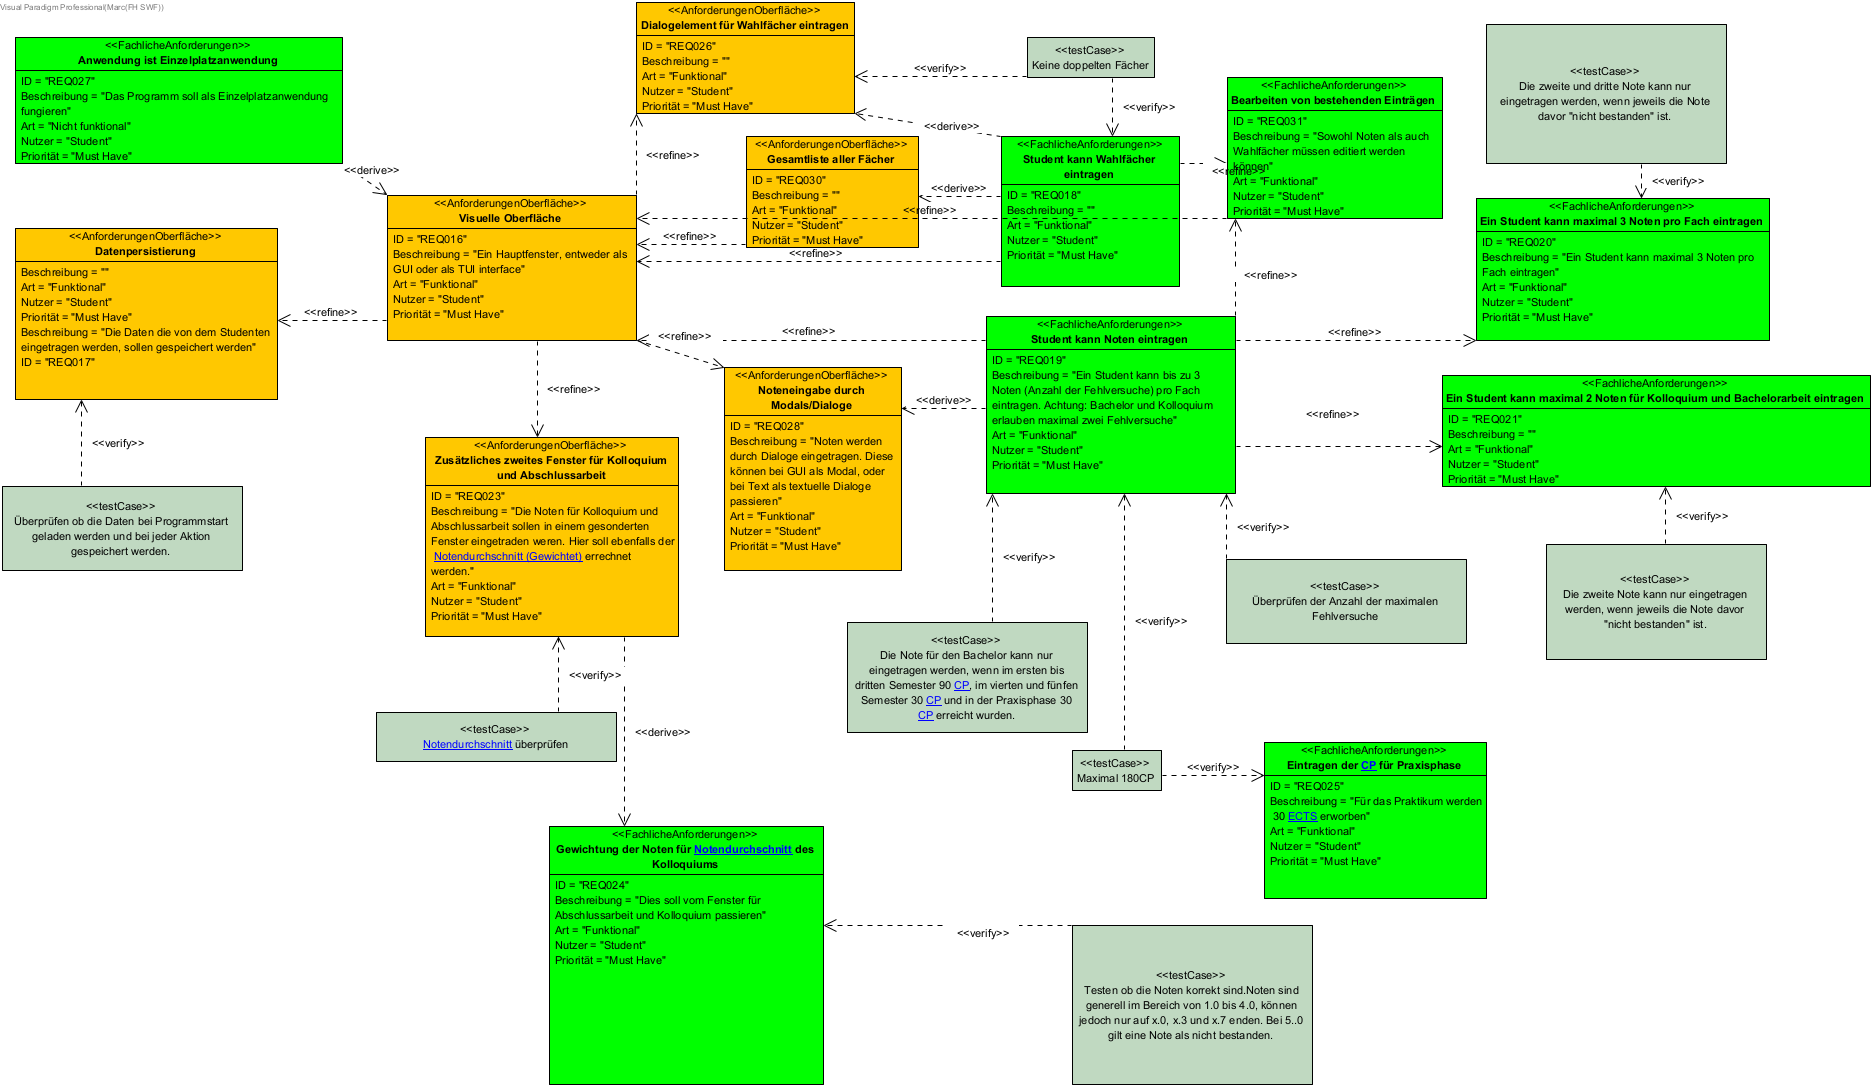 Visual Paradigm Professional(Marc(FH SWF))
<<FachlicheAnforderungen>>
Anwendung ist Einzelplatzanwendung
ID = "REQ027"
Beschreibung = "Das Programm soll als Einzelplatzanwendung
fungieren"
Art = "Nicht funktional"
Nutzer = "Student"
Priorität = "Must Have"
<<AnforderungenOberfläche>>
Dialogelement für Wahlfächer eintragen
ID = "REQ026"
Beschreibung = ""
Art = "Funktional"
Nutzer = "Student"
Priorität = "Must Have"
<<testCase>>
Keine doppelten Fächer
<<verify>>
<<verify>>
<<derive>>
<<FachlicheAnforderungen>>
Bearbeiten von bestehenden Einträgen
ID = "REQ031"
Beschreibung = "Sowohl Noten als auch
Wahlfächer müssen editiert werden
können"
Art = "Funktional"
Nutzer = "Student"
Priorität = "Must Have"
<<refine>>
<<testCase>>
Die zweite und dritte Note kann nur
eingetragen werden, wenn jeweils die Note
davor "nicht bestanden" ist.
<<verify>>
<<derive>>
<<refine>>
<<AnforderungenOberfläche>>
Gesamtliste aller Fächer
ID = "REQ030"
Beschreibung = ""
Art = "Funktional"
Nutzer = "Student"
Priorität = "Must Have"
<<derive>>
<<refine>>
<<refine>>
<<refine>>
<<FachlicheAnforderungen>>
Student kann Wahlfächer
eintragen
ID = "REQ018"
Beschreibung = ""
Art = "Funktional"
Nutzer = "Student"
Priorität = "Must Have"
<<FachlicheAnforderungen>>
Ein Student kann maximal 3 Noten pro Fach eintragen
ID = "REQ020"
Beschreibung = "Ein Student kann maximal 3 Noten pro
Fach eintragen"
Art = "Funktional"
Nutzer = "Student"
Priorität = "Must Have"
<<AnforderungenOberfläche>>
Visuelle Oberfläche
ID = "REQ016"
Beschreibung = "Ein Hauptfenster, entweder als
GUI oder als TUI interface"
Art = "Funktional"
Nutzer = "Student"
Priorität = "Must Have"
<<AnforderungenOberfläche>>
Datenpersistierung
Beschreibung = ""
Art = "Funktional"
Nutzer = "Student"
Priorität = "Must Have"
Beschreibung = "Die Daten die von dem Studenten
eingetragen werden, sollen gespeichert werden"
ID = "REQ017"
<<refine>>
<<refine>>
<<refine>>
<<refine>>
<<refine>>
<<refine>>
<<FachlicheAnforderungen>>
Student kann Noten eintragen
ID = "REQ019"
Beschreibung = "Ein Student kann bis zu 3
Noten (Anzahl der Fehlversuche) pro Fach
eintragen. Achtung: Bachelor und Kolloquium
erlauben maximal zwei Fehlversuche"
Art = "Funktional"
Nutzer = "Student"
Priorität = "Must Have"
<<AnforderungenOberfläche>>
Noteneingabe durch
Modals/Dialoge
ID = "REQ028"
Beschreibung = "Noten werden
durch Dialoge eingetragen. Diese
können bei GUI als Modal, oder
bei Text als textuelle Dialoge
passieren"
Art = "Funktional"
Nutzer = "Student"
Priorität = "Must Have"
<<derive>>
<<refine>>
<<FachlicheAnforderungen>>
Ein Student kann maximal 2 Noten für Kolloquium und Bachelorarbeit eintragen
ID = "REQ021"
Beschreibung = ""
Art = "Funktional"
Nutzer = "Student"
Priorität = "Must Have"
<<verify>>
<<testCase>>
Überprüfen ob die Daten bei Programmstart
geladen werden und bei jeder Aktion
gespeichert werden.
<<AnforderungenOberfläche>>
Zusätzliches zweites Fenster für Kolloquium
und Abschlussarbeit
ID = "REQ023"
Beschreibung = "Die Noten für Kolloquium und
Abschlussarbeit sollen in einem gesonderten
Fenster eingetraden weren. Hier soll ebenfalls der
Notendurchschnitt (Gewichtet) errechnet
werden."
Art = "Funktional"
Nutzer = "Student"
Priorität = "Must Have"
<<verify>>
<<verify>>
<<verify>>
<<verify>>
<<testCase>>
Überprüfen der Anzahl der maximalen
Fehlversuche
<<testCase>>
Die zweite Note kann nur eingetragen
werden, wenn jeweils die Note davor
"nicht bestanden" ist.
<<testCase>>
Die Note für den Bachelor kann nur
eingetragen werden, wenn im ersten bis
dritten Semester 90 CP, im vierten und fünfen
Semester 30 CP und in der Praxisphase 30
CP erreicht wurden.
<<verify>>
<<testCase>>
Notendurchschnitt überprüfen
<<derive>>
<<testCase>>
Maximal 180CP
<<verify>>
<<FachlicheAnforderungen>>
Eintragen der CP für Praxisphase
ID = "REQ025"
Beschreibung = "Für das Praktikum werden
30 ECTS erworben"
Art = "Funktional"
Nutzer = "Student"
Priorität = "Must Have"
<<FachlicheAnforderungen>>
Gewichtung der Noten für Notendurchschnitt des
Kolloquiums
ID = "REQ024"
Beschreibung = "Dies soll vom Fenster für
Abschlussarbeit und Kolloquium passieren"
Art = "Funktional"
Nutzer = "Student"
Priorität = "Must Have"
<<verify>>
<<testCase>>
Testen ob die Noten korrekt sind.Noten sind
generell im Bereich von 1.0 bis 4.0, können
jedoch nur auf x.0, x.3 und x.7 enden. Bei 5..0
gilt eine Note als nicht bestanden.